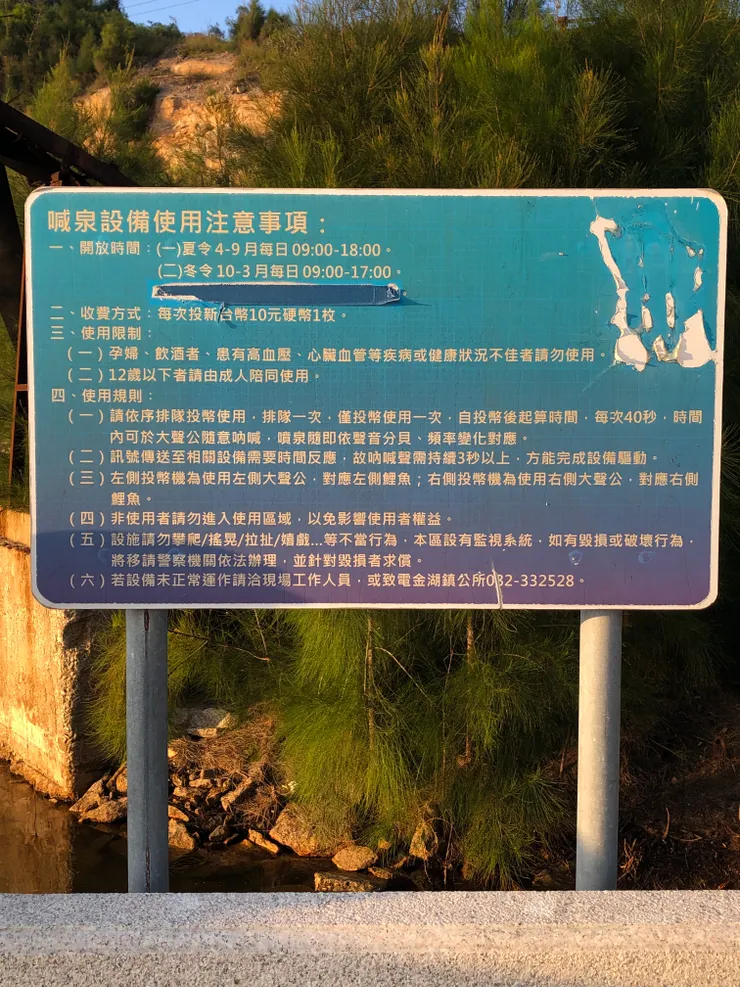 喊泉設備使用注意事項：
一、開放時間：(一)夏令 4-9 月每日 09:00-18:00。
(二)冬令 10-3 月每日 09:00-17:00。
二、收費方式：每次投新台幣10元硬幣1枚。
三、使用限制：
（一）孕婦、飲酒者、患有高血壓、心臟血管等疾病或健康狀況不佳者請勿使用。
（二）12歲以下者請由成人陪同使用。
四、使用規則：
（一）請依序排隊投幣使用，排隊一次，僅投幣使用一次，自投幣後起算時間，每次40秒，時間
內可於大聲公隨意吶喊，噴泉隨即依聲音分貝、頻率變化對應。
（二）訊號傳送至相關設備需要時間反應，故吶喊聲需持續3秒以上，方能完成設備驅動。
（三）左側投幣機為使用左側大聲公，對應左側鯉魚；右側投幣機為使用右側大聲公，對應右側
鯉魚。
（四）非使用者請勿進入使用區域，以免影響使用者權益。
（五）設施請勿攀爬/搖晃/拉扯/嬉戲...等不當行為，本區設有監視系統，如有毀損或破壞行為，
將移請警察機關依法辦理，並針對毀損者求償。
（六）若設備未正常運作請洽現場工作人員，或致電金湖鎮公所082-332528。